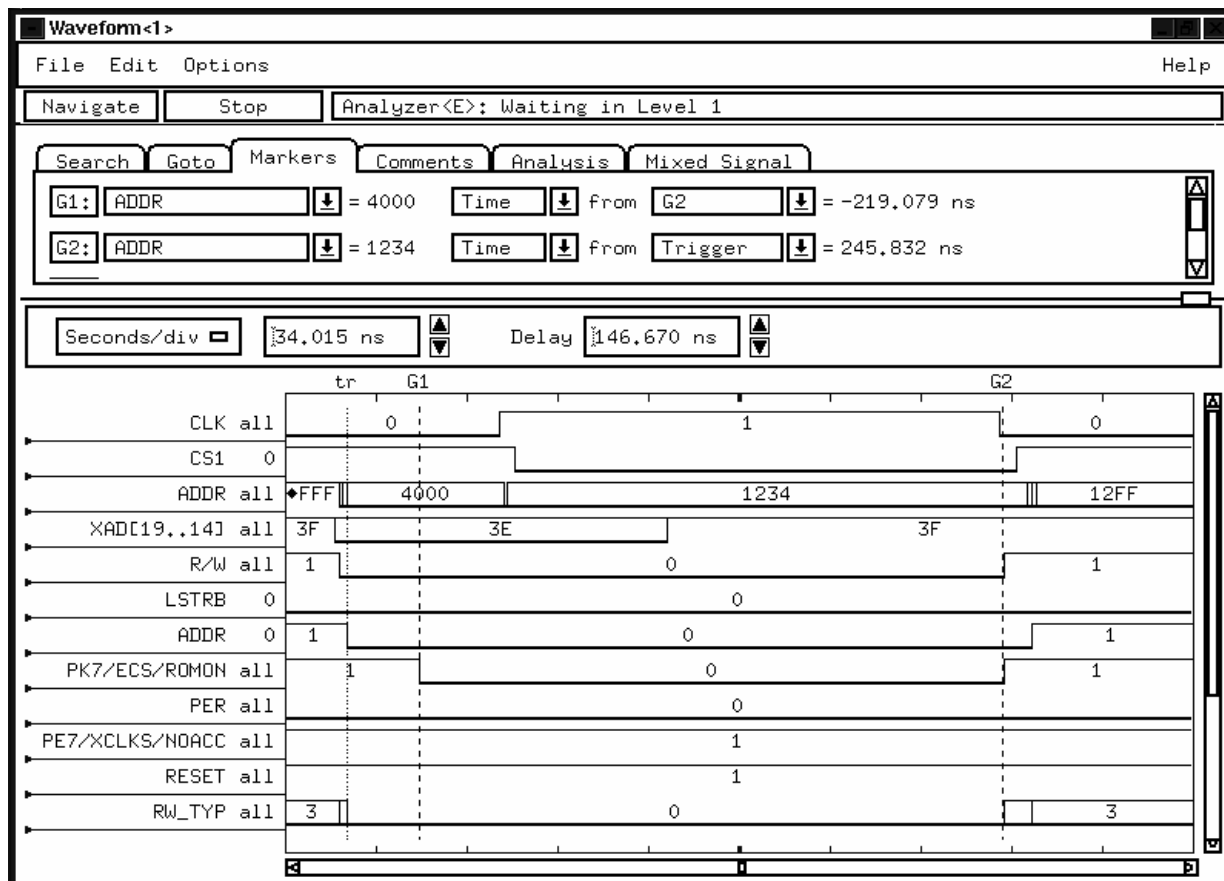 Waveform<1>
File Edit Options Help
Navigate Stop Analyzer<E>: Waiting in Level 1
Search Goto Markers Comments Analysis Mixed Signal
G1: ADDR = 4000 Time from G2 = -219.079 ns
G2: ADDR = 1234 Time from Trigger = 245.832 ns
Seconds/div 34.015 ns Delay 146.670 ns
tr G1 G2
CLK all 0 1 0
CS1 0
ADDR all FFF 4000 1234 12FF
XAD[19..14] all 3F 3E 3F
R/W all 1 0 1
LSTRB 0 0
ADDR 0 1 0 1
PK7/ECS/ROMON all 1 0 1
PER all 0
PE7/XCLKS/NOACC all 1
RESET all 1
RW_TYP all 3 0 3